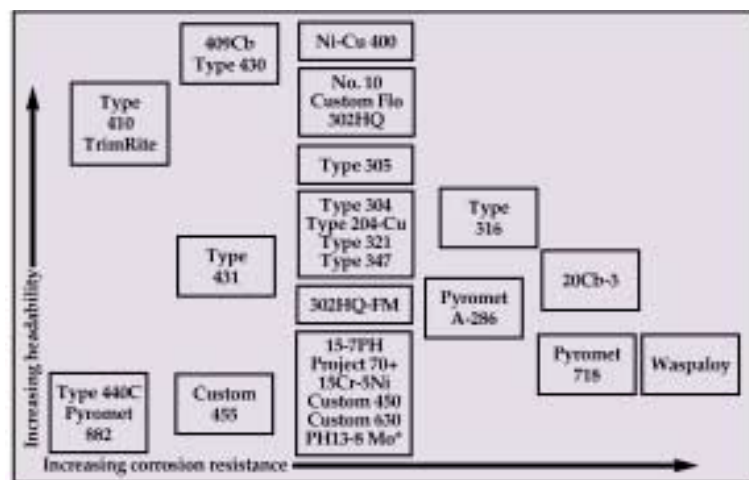 409Cb
Type 430
Ni-Cu 400
Type
410
TrimRite
No. 10
Custom Flo
302HQ
Type 305
Type 304
Type 204-Cu
Type 321
Type 347
Type
316
Type
431
20Cb-3
302HQ-FM
Pyromet
A-286
15-7PH
Project 70+
15Cr-5Ni
Custom 450
Custom 630
PH13-8 Mo*
Pyromet
718
Waspaloy
Type 440C
Pyromet
882
Custom
455
Increasing headability
Increasing corrosion resistance